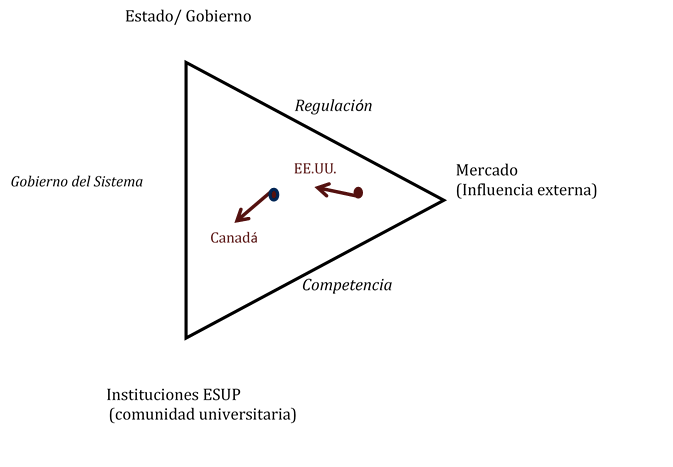 Estado/ Gobierno
Regulación
EE.UU.
Mercado
(Influencia externa)
Gobierno del Sistema
Canadá
Competencia
Instituciones ESUP
(comunidad universitaria)